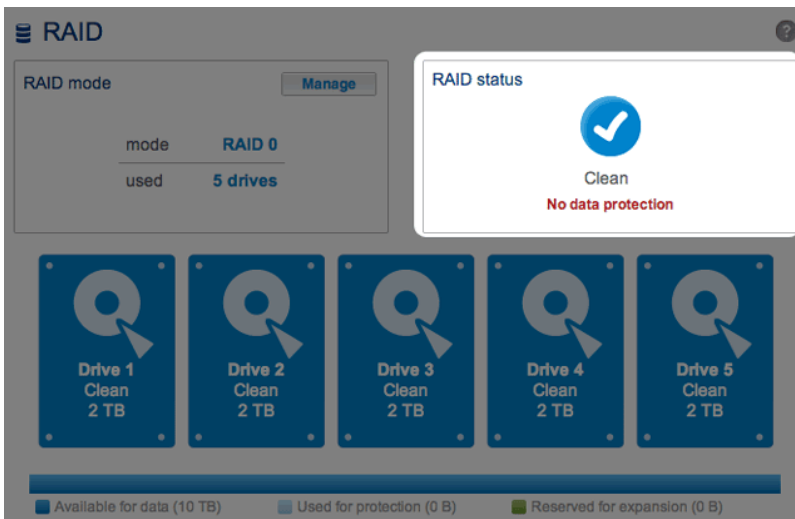 RAID
?
RAID mode
Manage
mode RAID 0
used 5 drives
RAID status
Clean
No data protection
Drive 1
Clean
2 TB
Drive 2
Clean
2 TB
Drive 3
Clean
2 TB
Drive 4
Clean
2 TB
Drive 5
Clean
2 TB
Available for data (10 TB) Used for protection (0 B) Reserved for expansion (0 B)